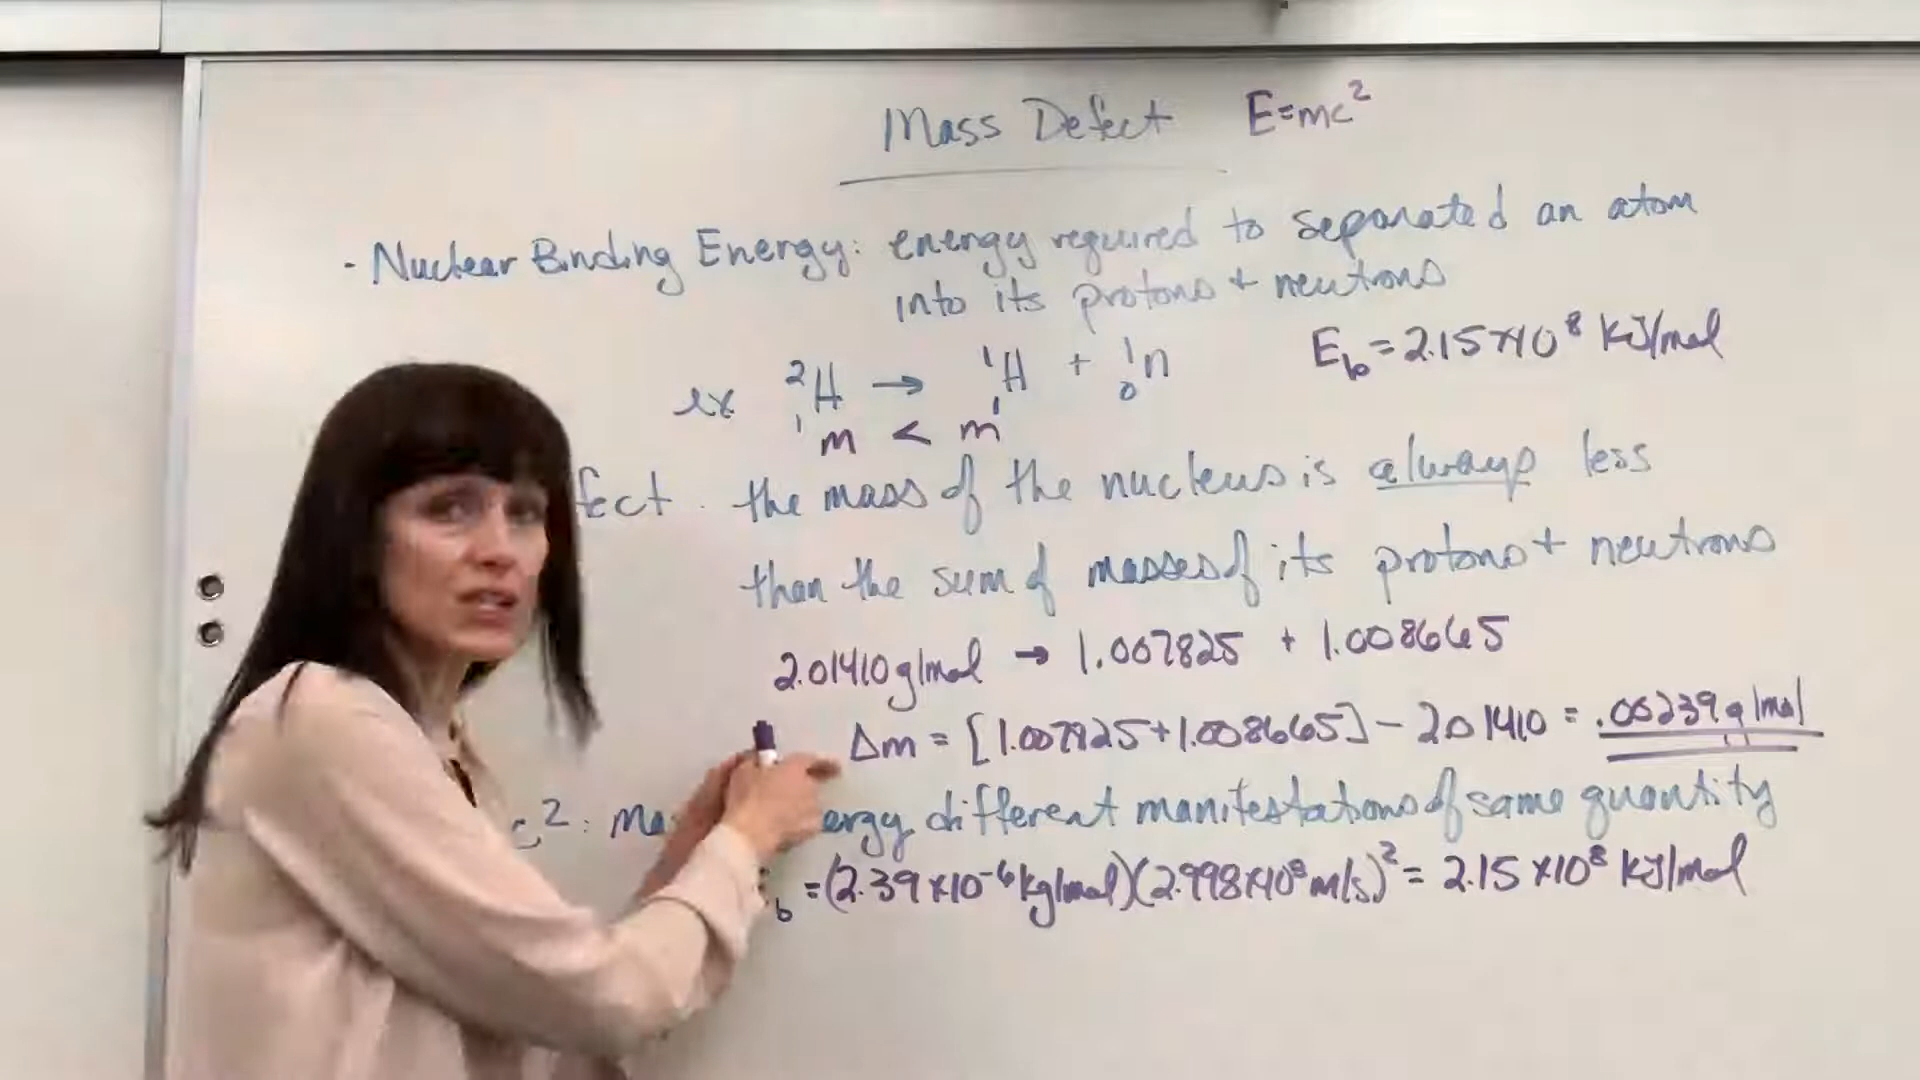 Mass Defect E=mc²
· Nuclear Binding Energy: energy required to separated an atom
into its protons + neutrons
E_b = 2.15×10⁸ kJ/mol
ex ²₁H → ¹₁H + ¹₀n
m < m
fect. the mass of the nucleus is always less
than the sum of masses of its protons + neutrons
2.01410 g/mol → 1.007825 + 1.008665
Δm = [1.007825+1.008665] - 2.01410 = .00239 g/mol
c²: ma ergy different manifestations of same quantity
b = (2.39×10⁻⁶ kg/mol)(2.998×10⁸ m/s)² = 2.15×10⁸ kJ/mol